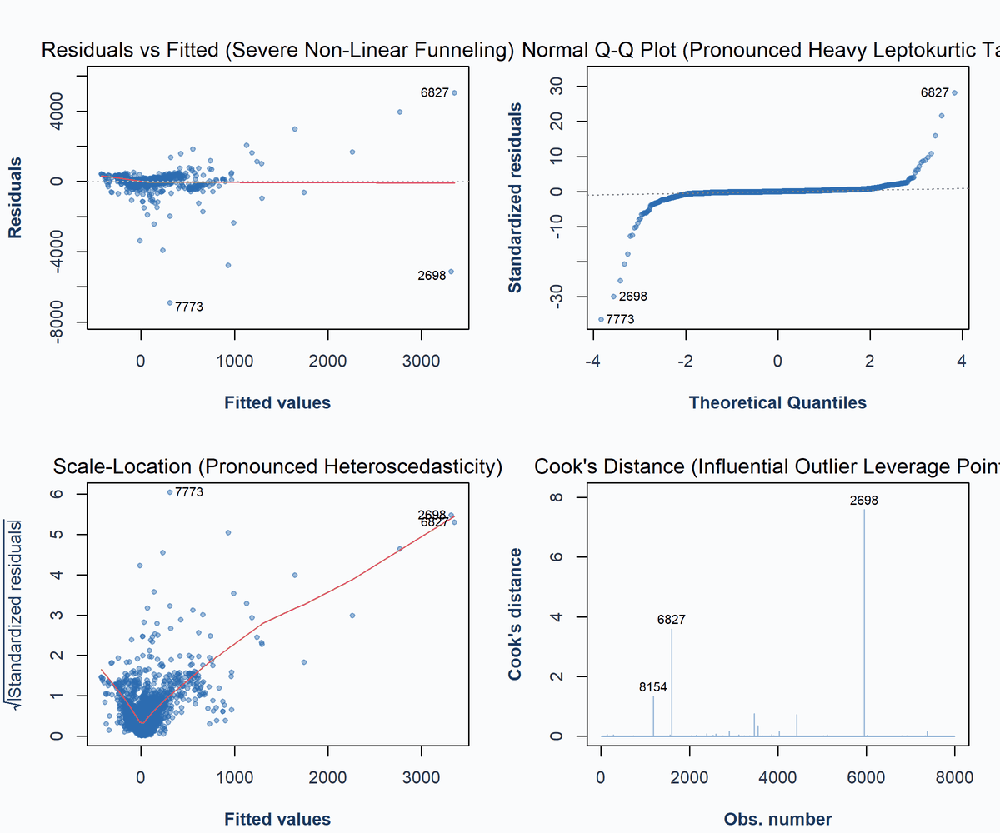 Residuals vs Fitted (Severe Non-Linear Funneling)
Residuals
4000
0
-4000
-8000
6827
2698
7773
0 1000 2000 3000
Fitted values
Normal Q-Q Plot (Pronounced Heavy Leptokurtic Ta
Standardized residuals
30
20
10
0
-10
-30
6827
2698
7773
-4 -2 0 2 4
Theoretical Quantiles
Scale-Location (Pronounced Heteroscedasticity)
√|Standardized residuals|
6
5
4
3
2
1
0
7773
2698
6827
0 1000 2000 3000
Fitted values
Cook's Distance (Influential Outlier Leverage Poin
Cook's distance
8
6
4
2
0
2698
6827
8154
0 2000 4000 6000 8000
Obs. number